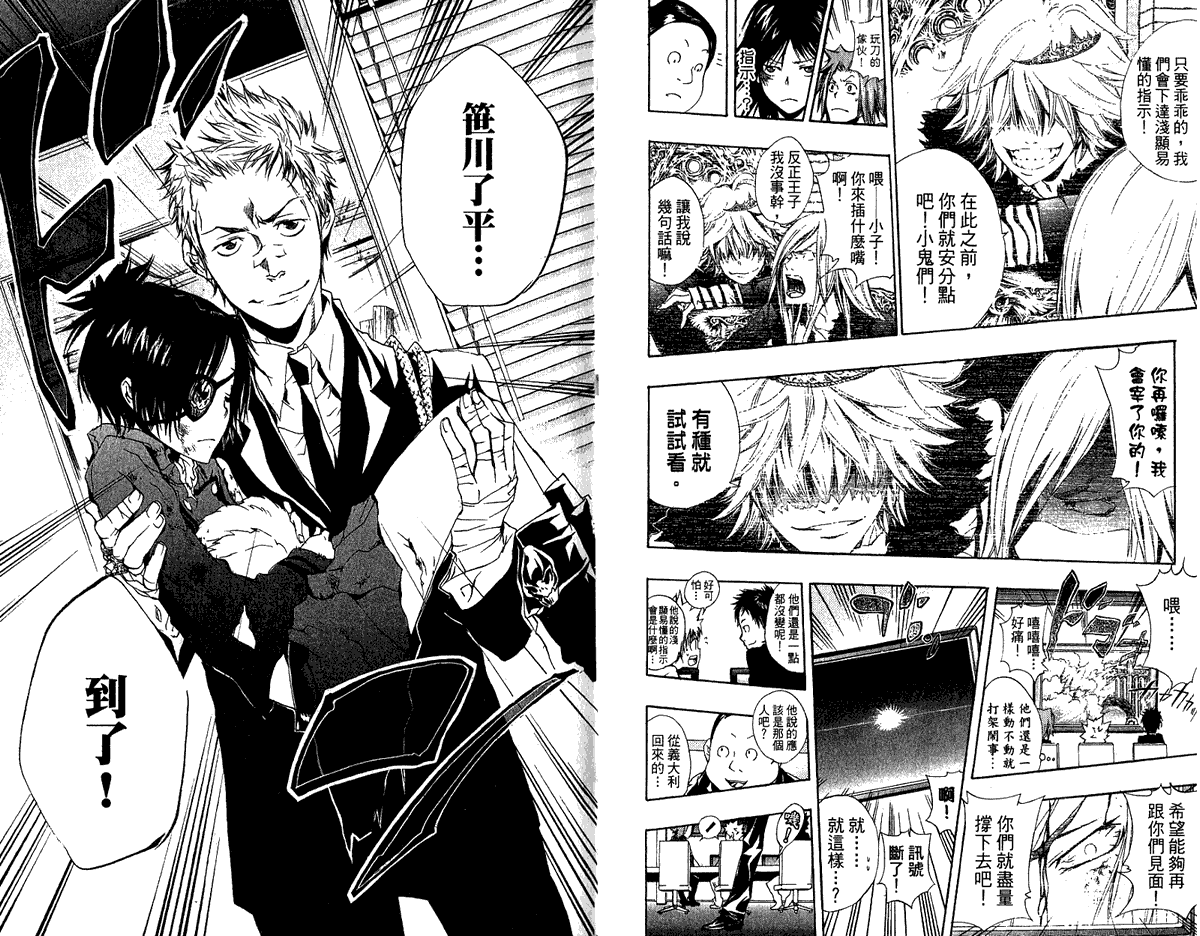 只要乖乖的，我
們會下達淺顯易
懂的指示！
在此之前，
你們就安分點
吧！小鬼們！
玩刀的
傢伙！
指示…？
喂！小子！
你來插什麼嘴
啊！
反正王子
我沒事幹，
讓我說
幾句話嘛！
你再囉嗦，我
會宰了你的！
有種就
試試看。
喂……
嘻嘻嘻…
好痛！
他們還是一
樣動不動就
打架鬧事…
希望能夠再
跟你們見面！
你們就盡量
撐下去吧！
啊！
訊號
斷了！
就……
就這樣…？
他們還是一點
都沒變呢！
好可
怕…
他說的淺
顯易懂的指示
會是什麼啊…
他說的應
該是那個
人吧？
從義大利
回來的…
嘿！
笹川了平…
到了！